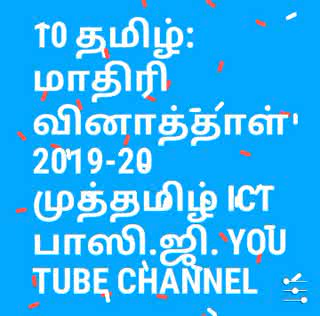 10 தமிழ்:
மாதிரி
வினாத்தாள்'
2019-20
முத்தமிழ் ICT
பாஸி.ஜி. YOU
TUBE CHANNEL